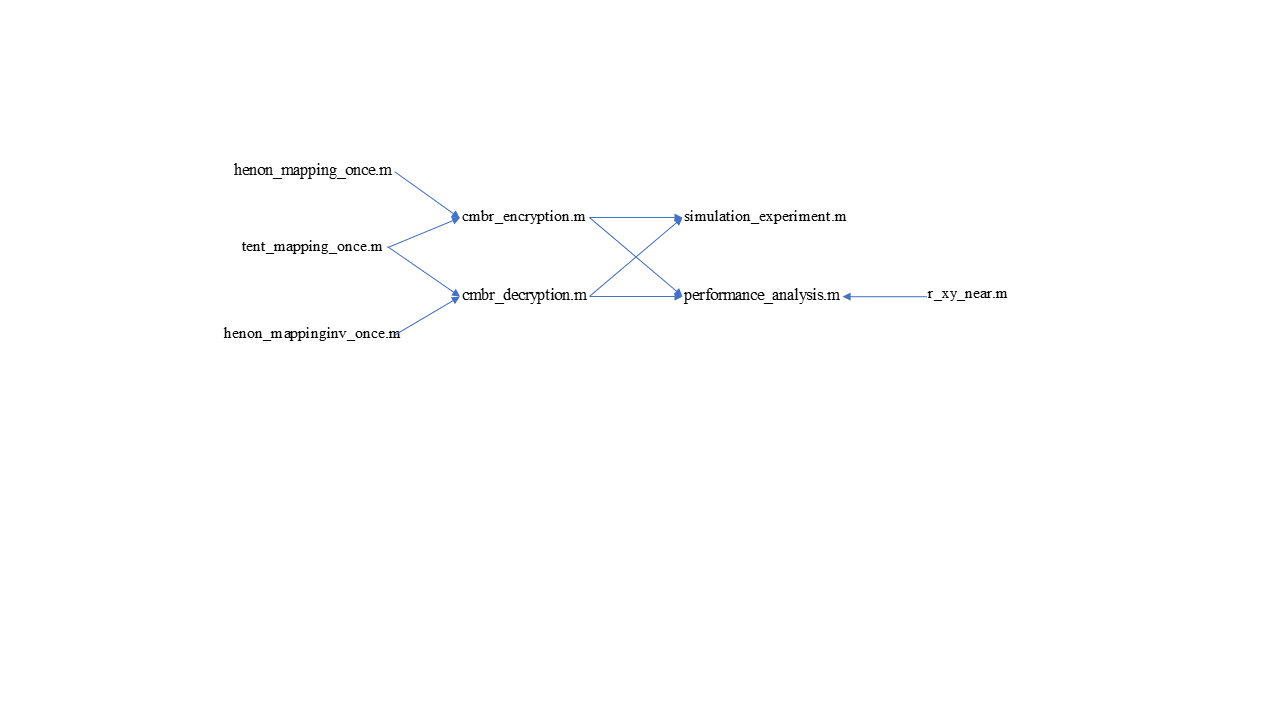 henon_mapping_once.m
cmbr_encryption.m
simulation_experiment.m
tent_mapping_once.m
cmbr_decryption.m
performance_analysis.m
r_xy_near.m
henon_mappinginv_once.m